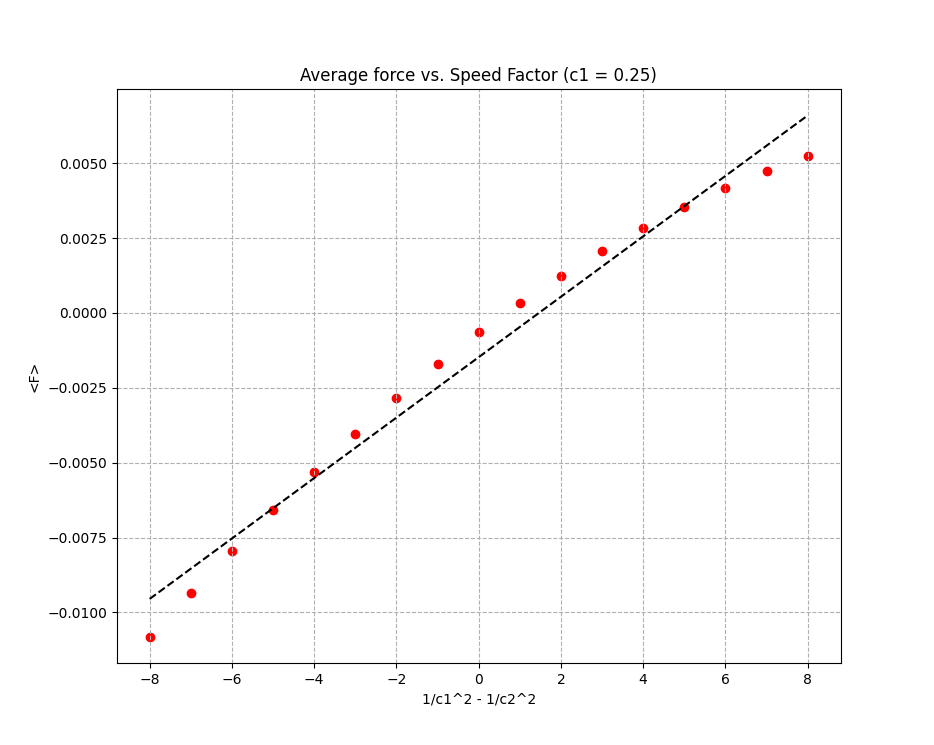 Average force vs. Speed Factor (c1 = 0.25)
0.0050
0.0025
0.0000
−0.0025
−0.0050
−0.0075
−0.0100
<F>
−8 −6 −4 −2 0 2 4 6 8
1/c1^2 - 1/c2^2